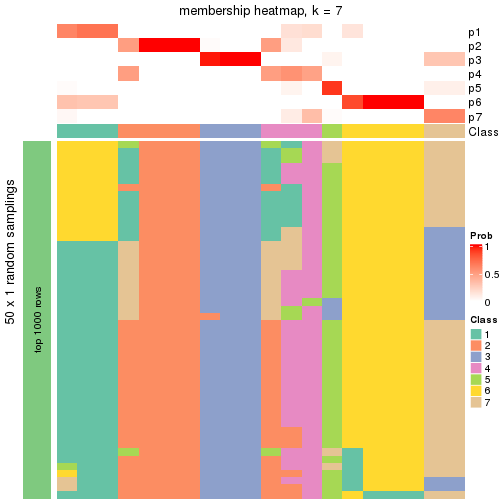 membership heatmap, k = 7
p1
p2
p3
p4
p5
p6
p7
Class
50 x 1 random samplings
top 1000 rows
Prob
1
0.5
0
Class
1
2
3
4
5
6
7